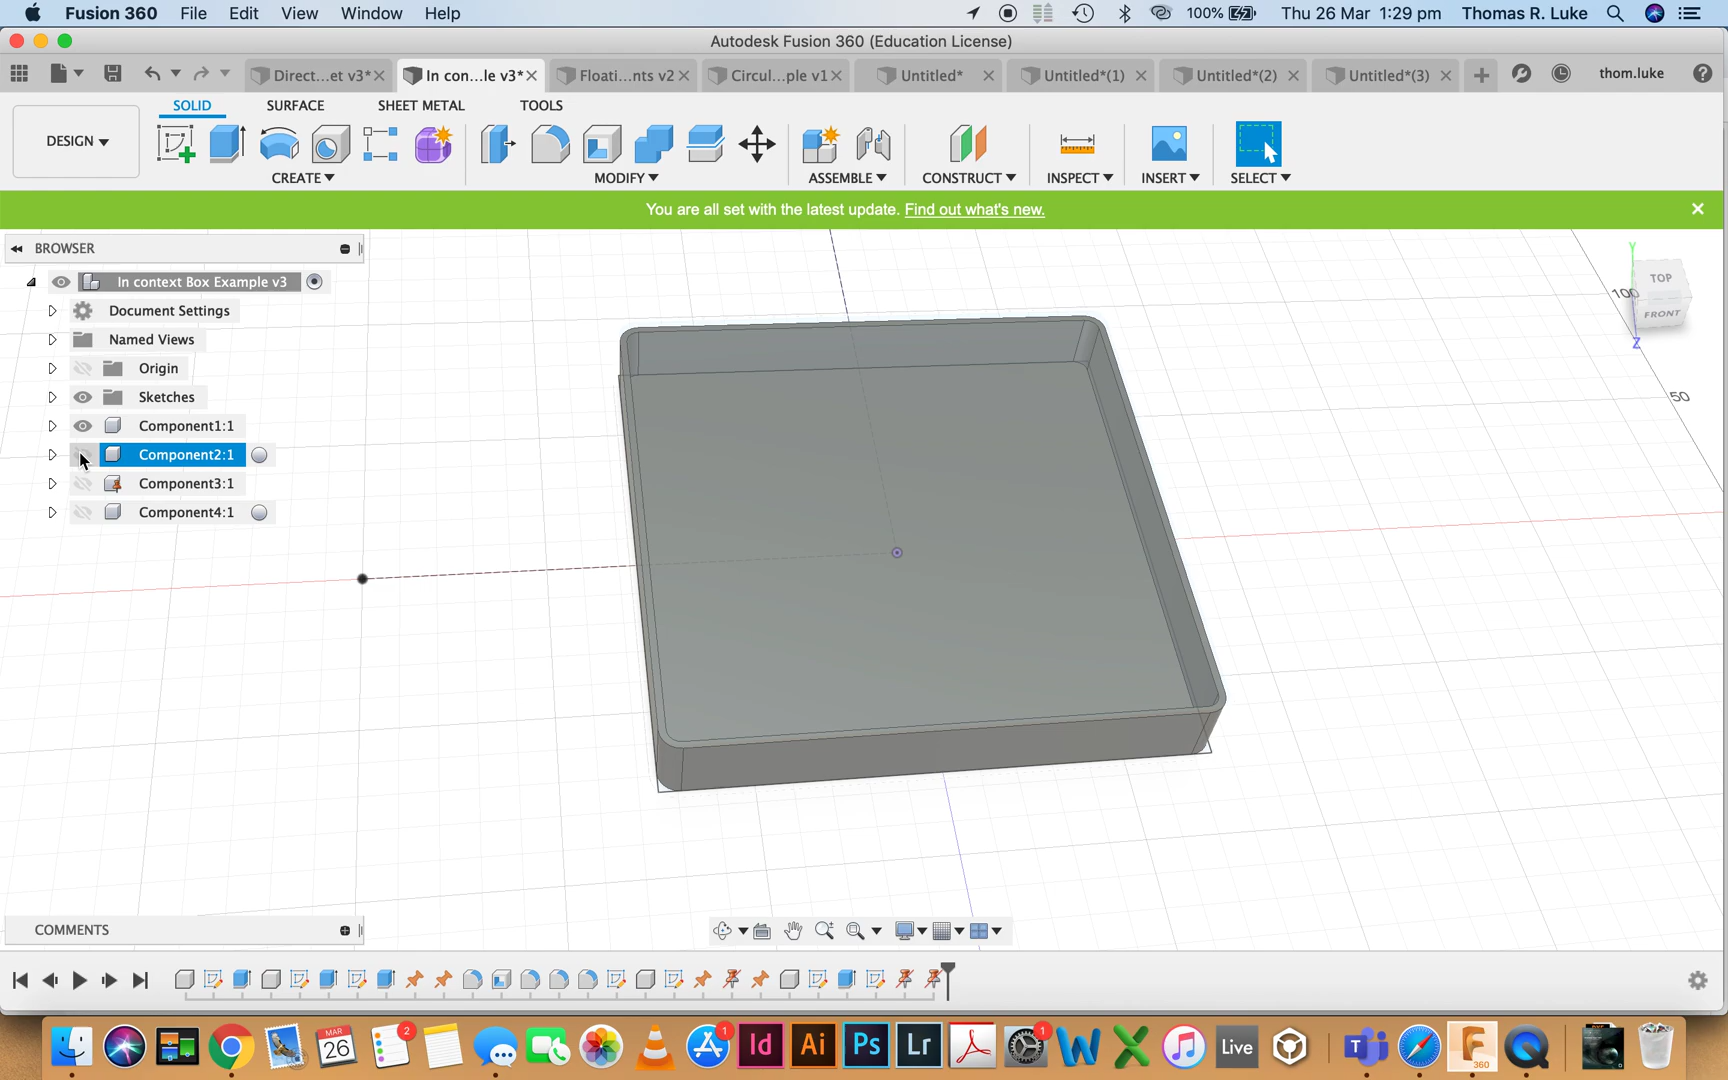 Fusion 360 File Edit View Window Help 100% Thu 26 Mar 1:29 pm Thomas R. Luke
Autodesk Fusion 360 (Education License)
Direct...et v3* In con...le v3* Floati...nts v2 Circul...ple v1 Untitled* Untitled*(1) Untitled*(2) Untitled*(3) thom.luke
SOLID SURFACE SHEET METAL TOOLS
DESIGN
CREATE MODIFY ASSEMBLE CONSTRUCT INSPECT INSERT SELECT
You are all set with the latest update. Find out what's new.
BROWSER
In context Box Example v3
Document Settings
Named Views
Origin
Sketches
Component1:1
Component2:1
Component3:1
Component4:1
Y
TOP
100
FRONT
Z
50
COMMENTS
MAR
26
2
1
Id
Ai
Ps
Lr
1
W
X
Live
T
F
360